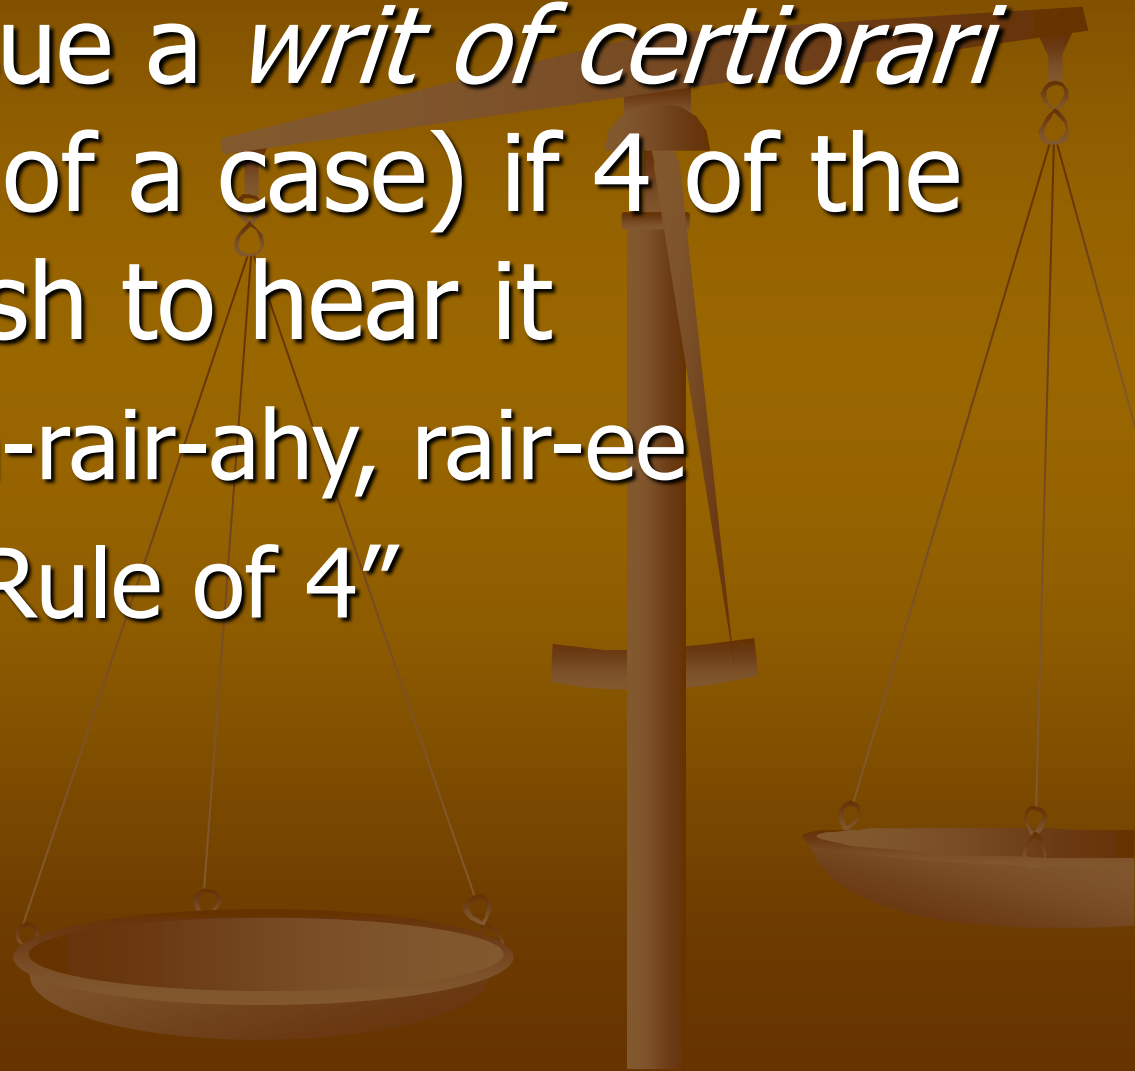 ue a writ of certiorari
of a case) if 4 of the
sh to hear it
-rair-ahy, rair-ee
Rule of 4”